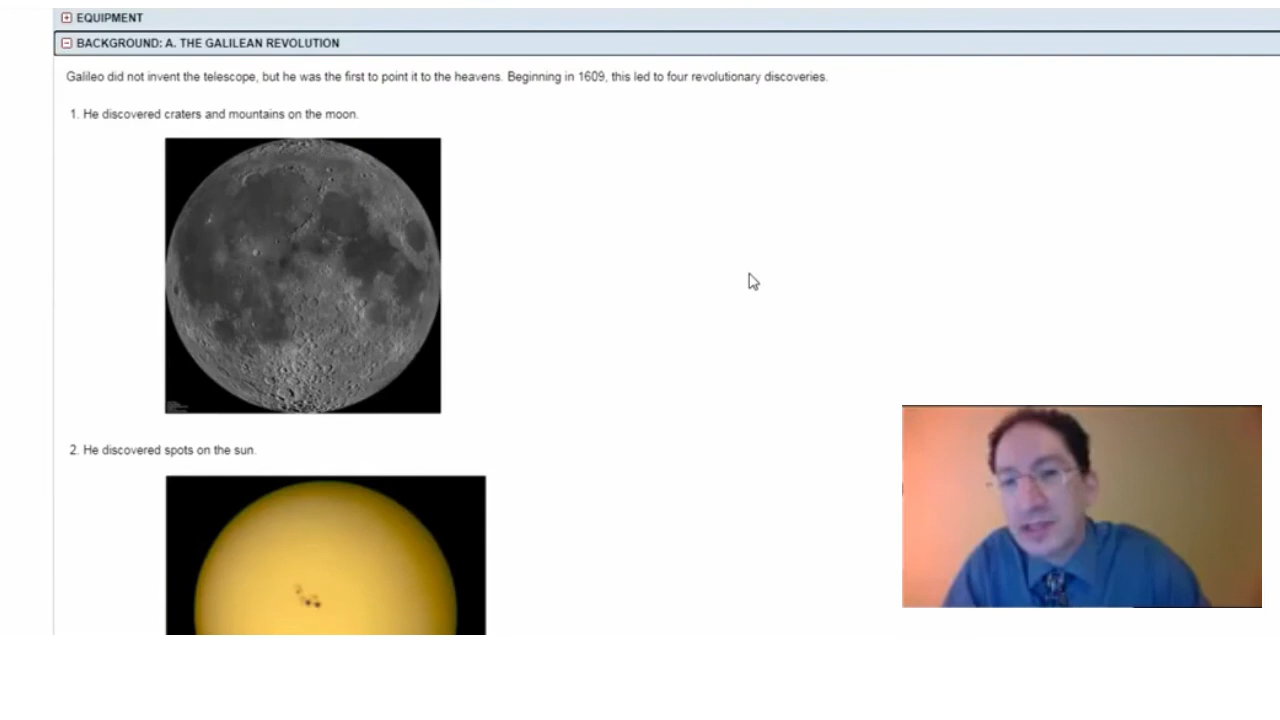 EQUIPMENT
BACKGROUND: A. THE GALILEAN REVOLUTION
Galileo did not invent the telescope, but he was the first to point it to the heavens. Beginning in 1609, this led to four revolutionary discoveries.
1. He discovered craters and mountains on the moon.
2. He discovered spots on the sun.